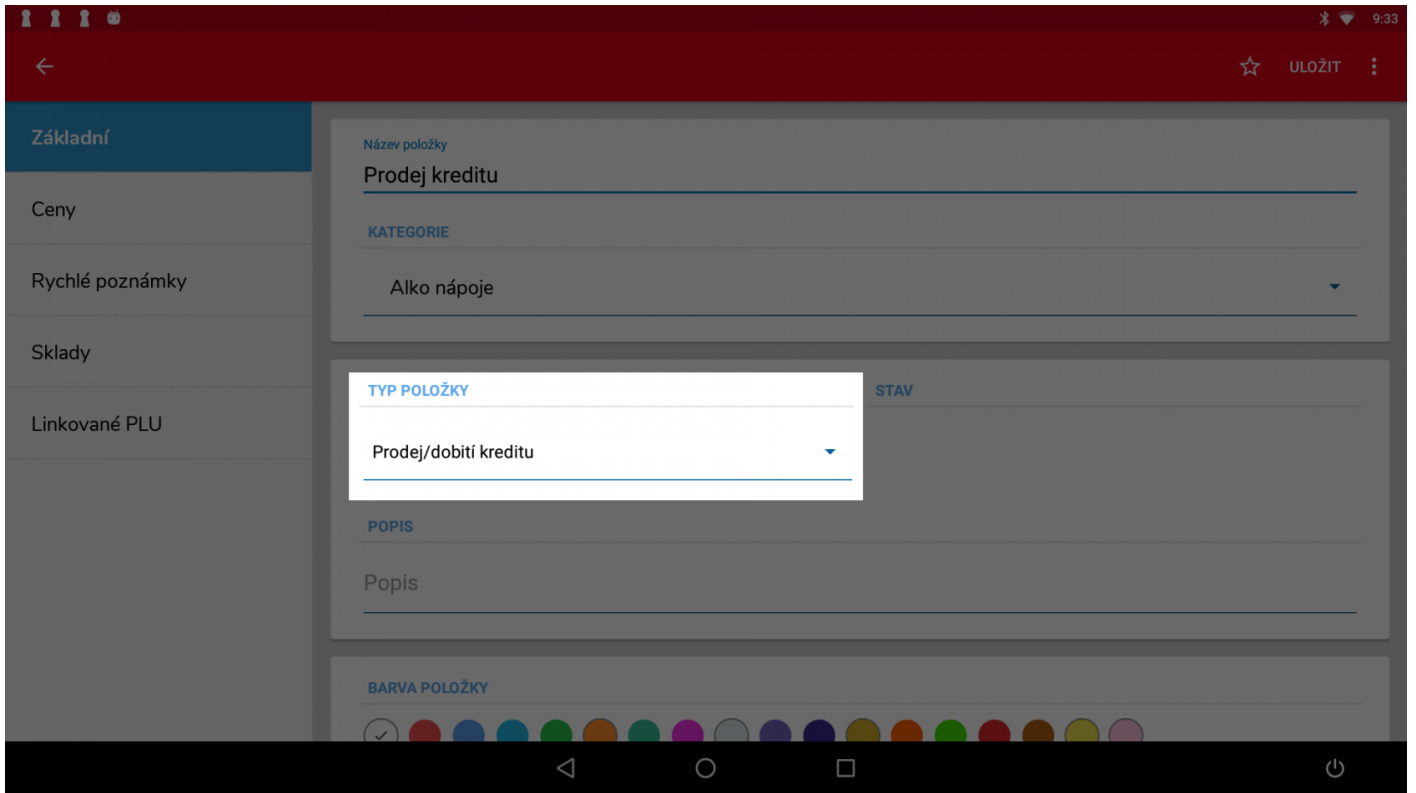 9:33
ULOŽIT
Základní
Ceny
Rychlé poznámky
Sklady
Linkované PLU
Název položky
Prodej kreditu
KATEGORIE
Alko nápoje
TYP POLOŽKY
STAV
Prodej/dobití kreditu
POPIS
Popis
BARVA POLOŽKY